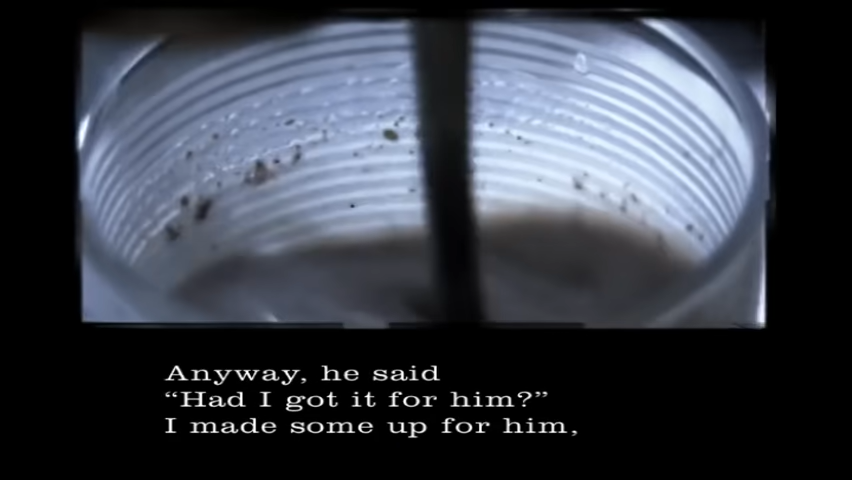 Anyway, he said
“Had I got it for him?”
I made some up for him,